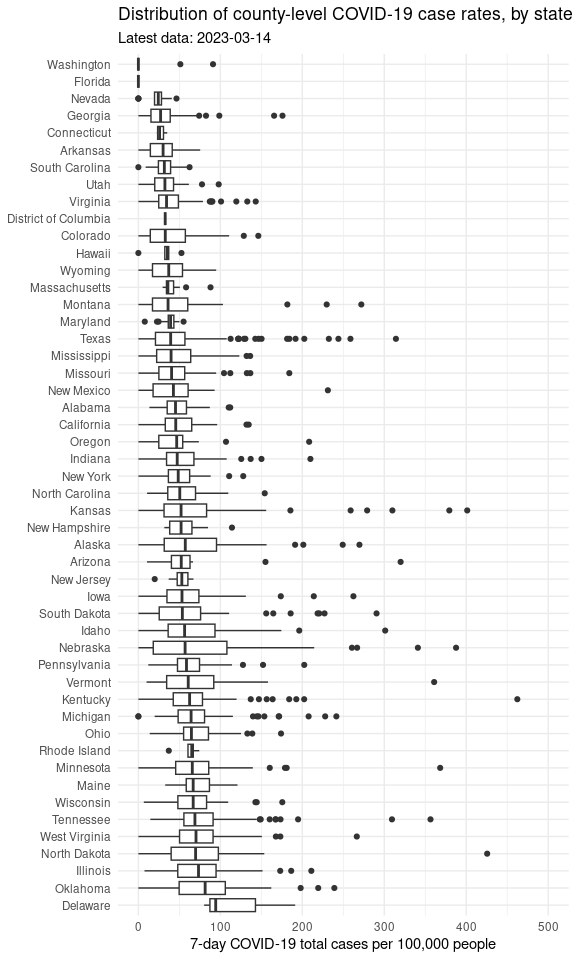 Distribution of county-level COVID-19 case rates, by state
Latest data: 2023-03-14
Washington
Florida
Nevada
Georgia
Connecticut
Arkansas
South Carolina
Utah
Virginia
District of Columbia
Colorado
Hawaii
Wyoming
Massachusetts
Montana
Maryland
Texas
Mississippi
Missouri
New Mexico
Alabama
California
Oregon
Indiana
New York
North Carolina
Kansas
New Hampshire
Alaska
Arizona
New Jersey
Iowa
South Dakota
Idaho
Nebraska
Pennsylvania
Vermont
Kentucky
Michigan
Ohio
Rhode Island
Minnesota
Maine
Wisconsin
Tennessee
West Virginia
North Dakota
Illinois
Oklahoma
Delaware
0 100 200 300 400 500
7-day COVID-19 total cases per 100,000 people